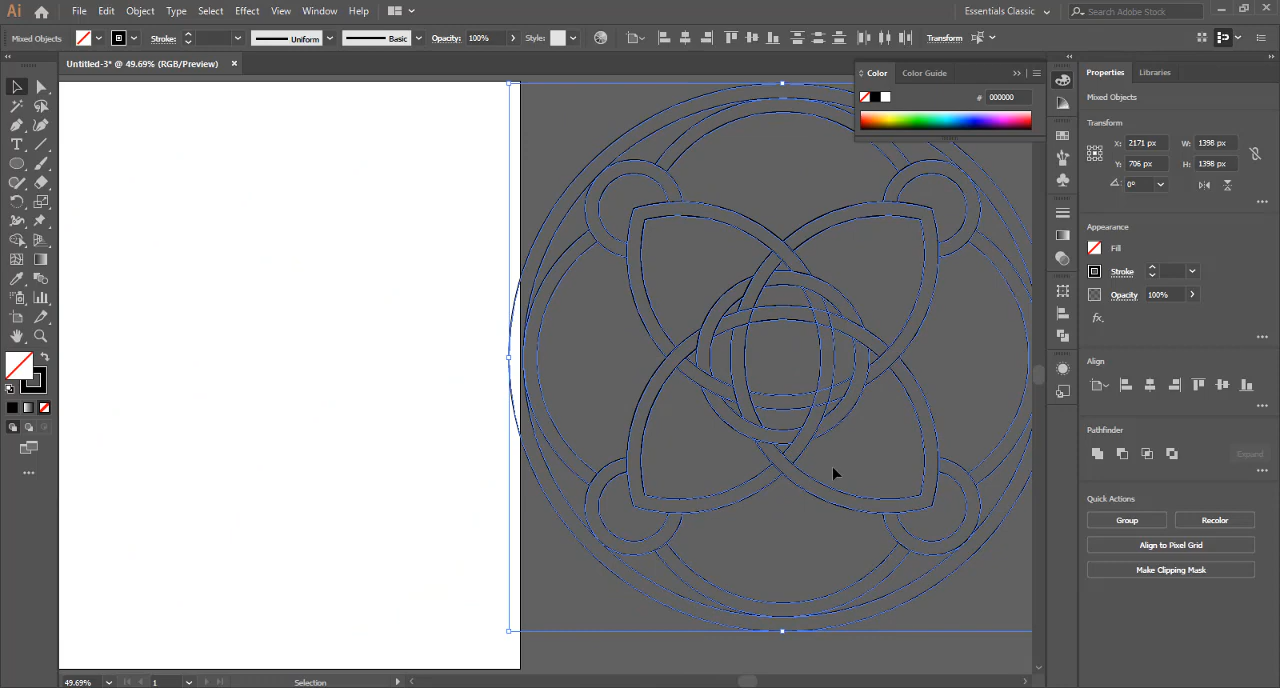 Ai File Edit Object Type Select Effect View Window Help Essentials Classic Search Adobe Stock
Mixed Objects Stroke: Uniform Basic Opacity: 100% Style: Transform
Untitled-3* @ 49.69% (RGB/Preview) ×
Color Color Guide
# 000000
Properties Libraries
Mixed Objects
Transform
X: 2171 px W: 1398 px
Y: 706 px H: 1398 px
0°
Appearance
Fill
Stroke
Opacity 100%
fx.
Align
Pathfinder
Expand
Quick Actions
Group Recolor
Align to Pixel Grid
Make Clipping Mask
49.69% 1 Selection